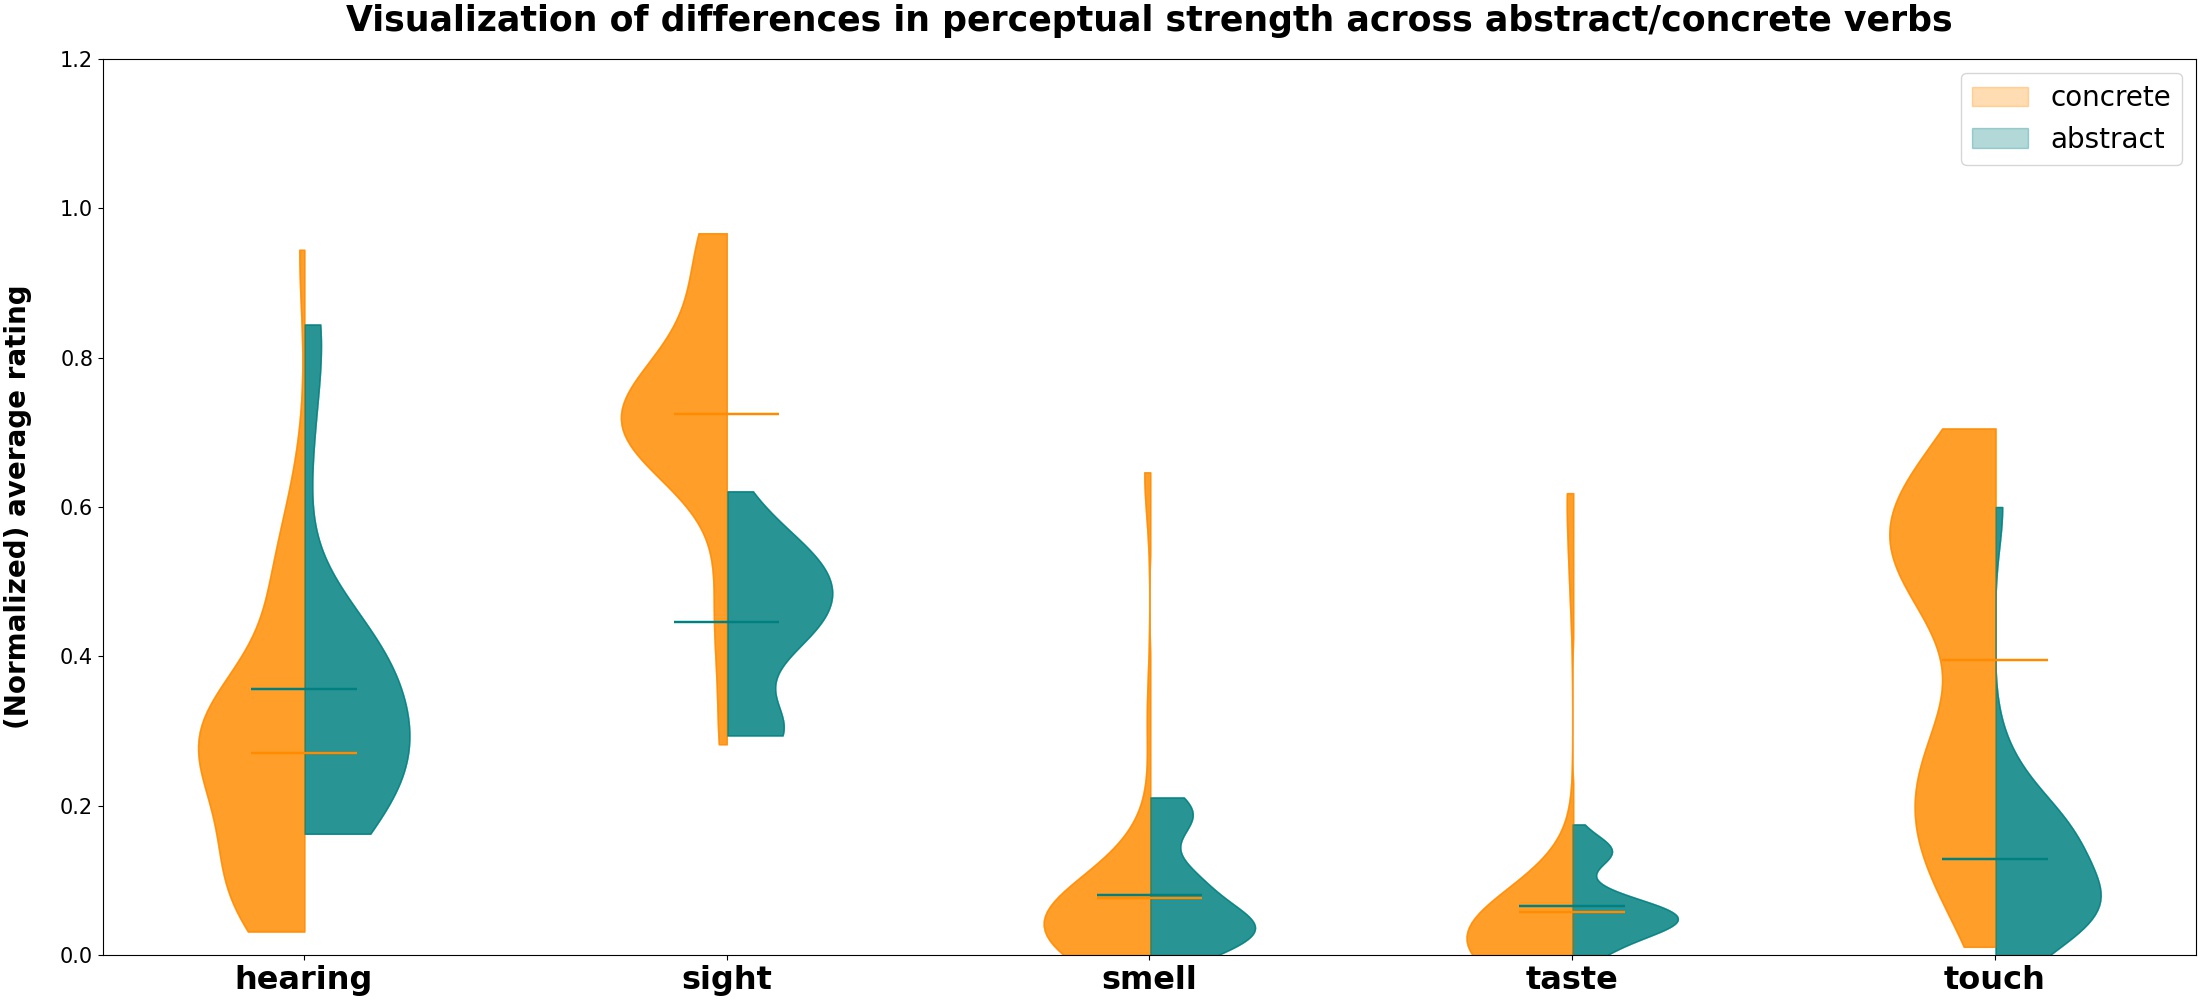 Visualization of differences in perceptual strength across abstract/concrete verbs
(Normalized) average rating
1.2
1.0
0.8
0.6
0.4
0.2
0.0
concrete
abstract
hearing sight smell taste touch